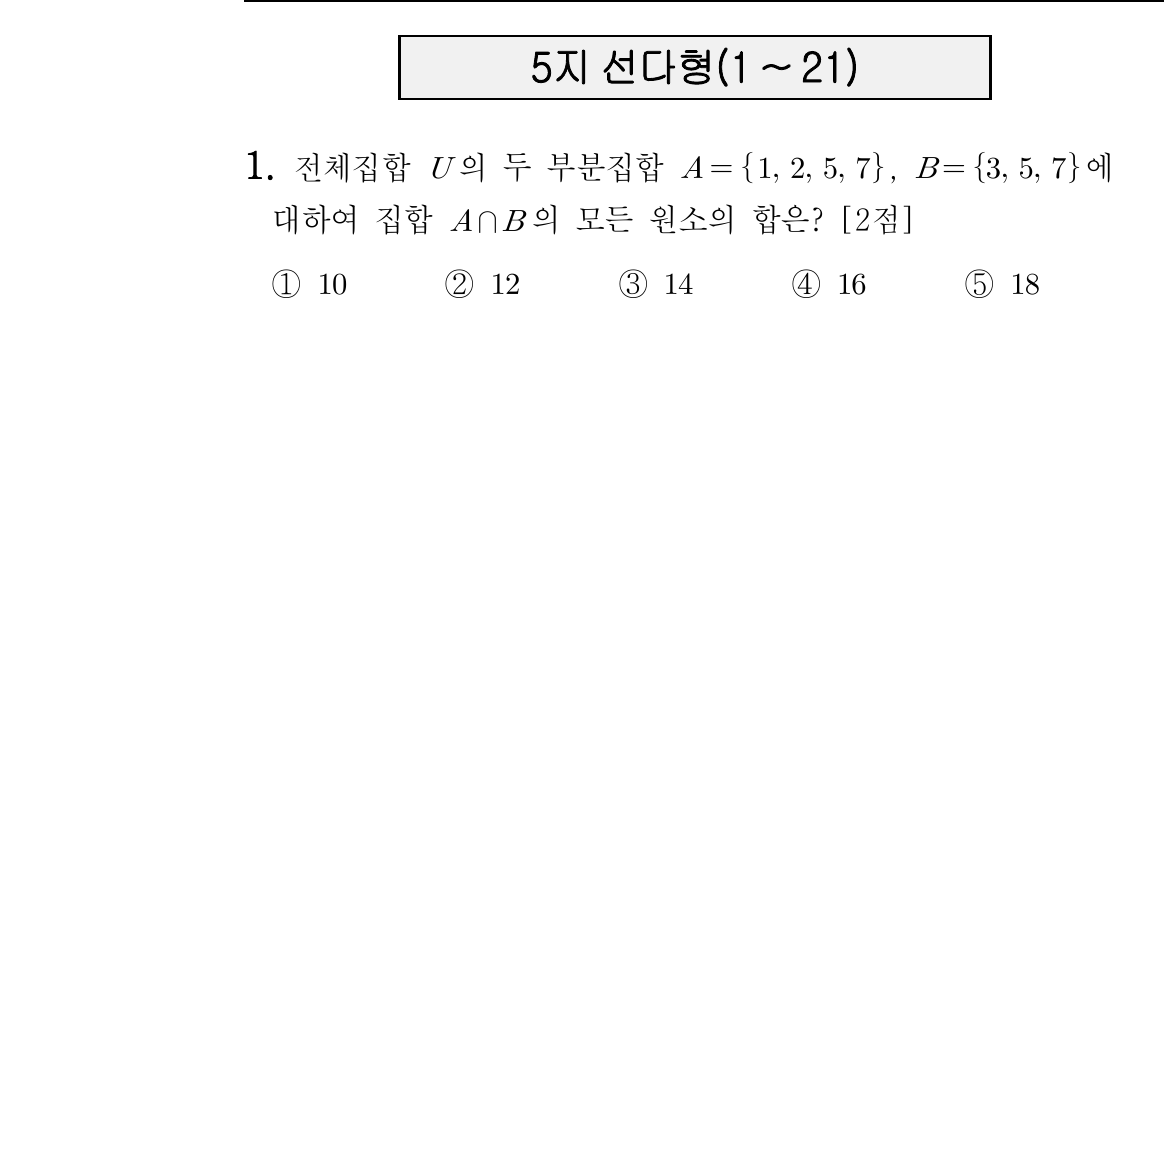 5지 선다형(1 ~ 21)
1. 전체집합 U의 두 부분집합 A={1, 2, 5, 7}, B={3, 5, 7}에
대하여 집합 A∩B의 모든 원소의 합은? [2점]
① 10 ② 12 ③ 14 ④ 16 ⑤ 18